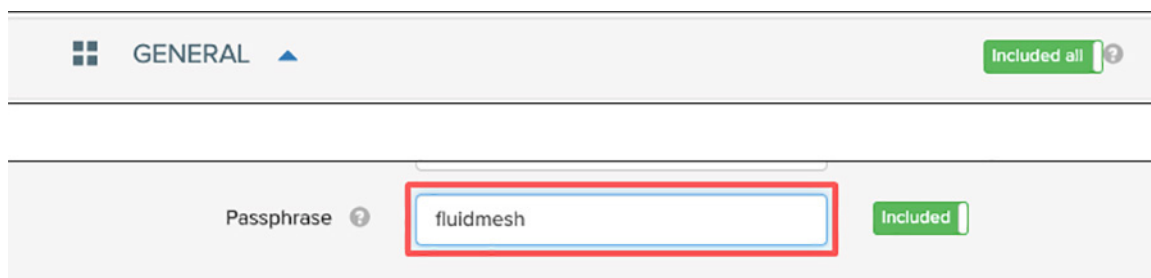 GENERAL Included all ?
Passphrase ? fluidmesh Included